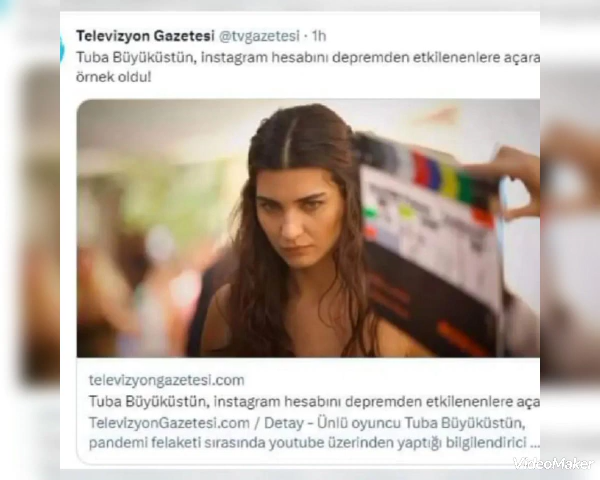 Televizyon Gazetesi @tvgazetesi · 1h
Tuba Büyüküstün, instagram hesabını depremden etkilenenlere açara
örnek oldu!
televizyongazetesi.com
Tuba Büyüküstün, instagram hesabını depremden etkilenenlere aça
TelevizyonGazetesi.com / Detay - Ünlü oyuncu Tuba Büyüküstün,
pandemi felaketi sırasında youtube üzerinden yaptığı bilgilendirici ...
VideoMaker